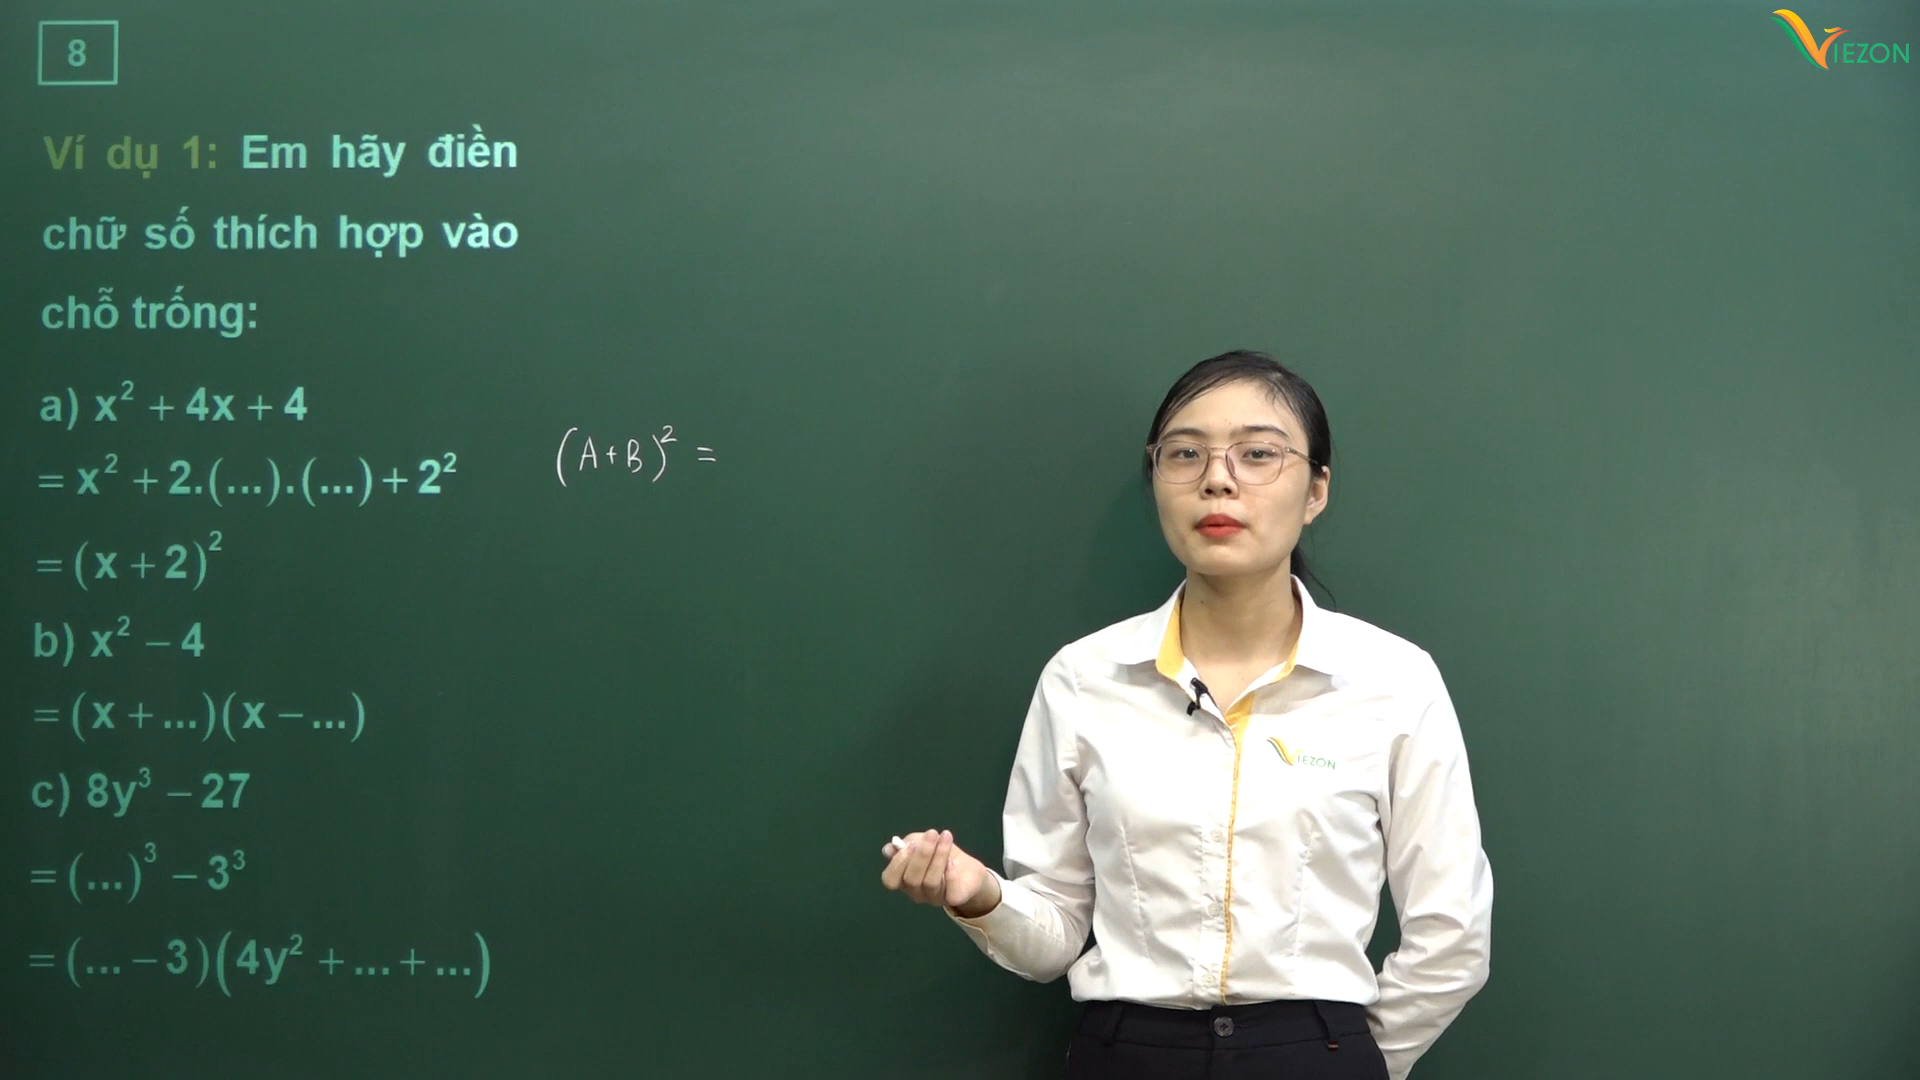 8
VIEZON
Ví dụ 1: Em hãy điền
chữ số thích hợp vào
chỗ trống:
a) x² + 4x + 4
= x² + 2.(...).(...) + 2²
= (x + 2)²
b) x² − 4
= (x + ...)(x − ...)
c) 8y³ − 27
= (...)³ − 3³
= (... − 3)(4y² + ... + ...)
(A+B)² =
VIEZON